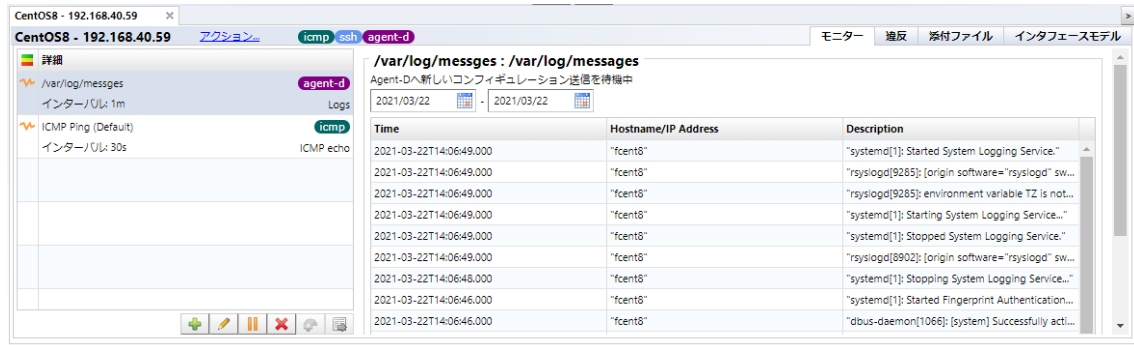 CentOS8 - 192.168.40.59
CentOS8 - 192.168.40.59 アクション... icmp ssh agent-d モニター 違反 添付ファイル インタフェースモデル
詳細
/var/log/messges agent-d
インターバル: 1m Logs
ICMP Ping (Default) icmp
インターバル: 30s ICMP echo
/var/log/messges : /var/log/messages
Agent-Dへ新しいコンフィギュレーション送信を待機中
2021/03/22 - 2021/03/22
Time Hostname/IP Address Description
2021-03-22T14:06:49.000 "fcent8" "systemd[1]: Started System Logging Service."
2021-03-22T14:06:49.000 "fcent8" "rsyslogd[9285]: [origin software="rsyslogd" sw...
2021-03-22T14:06:49.000 "fcent8" "rsyslogd[9285]: environment variable TZ is not...
2021-03-22T14:06:49.000 "fcent8" "systemd[1]: Starting System Logging Service..."
2021-03-22T14:06:49.000 "fcent8" "systemd[1]: Stopped System Logging Service."
2021-03-22T14:06:49.000 "fcent8" "rsyslogd[8902]: [origin software="rsyslogd" sw...
2021-03-22T14:06:48.000 "fcent8" "systemd[1]: Stopping System Logging Service..."
2021-03-22T14:06:46.000 "fcent8" "systemd[1]: Started Fingerprint Authentication...
2021-03-22T14:06:46.000 "fcent8" "dbus-daemon[1066]: [system] Successfully acti...